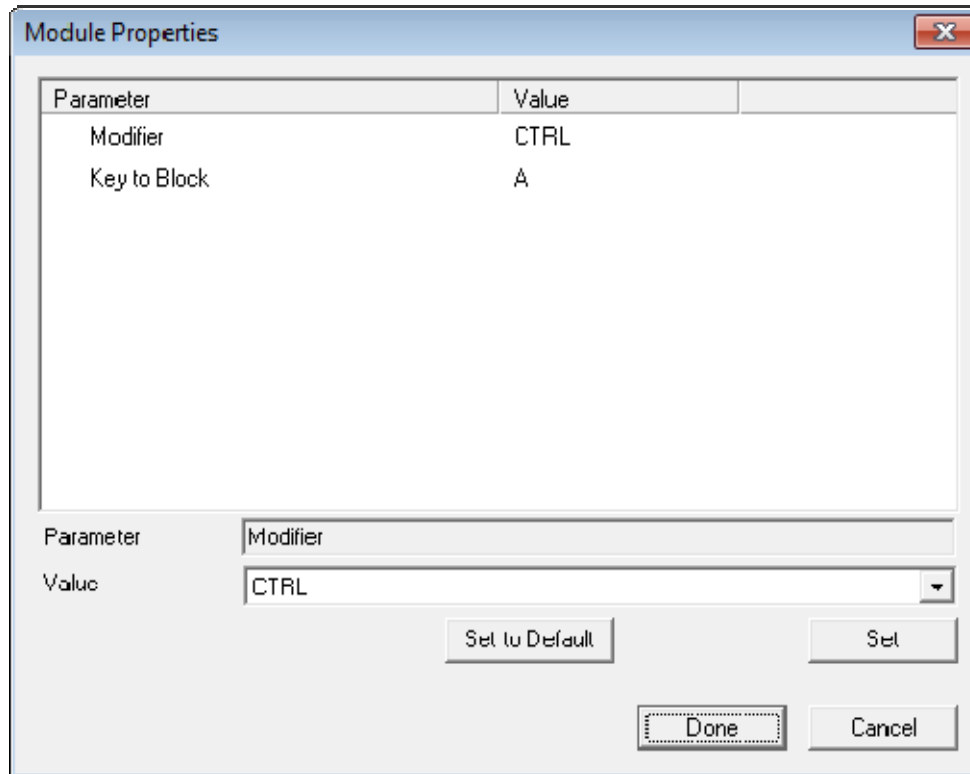 Module Properties
Parameter Value
Modifier CTRL
Key to Block A
Parameter Modifier
Value CTRL
Set to Default Set
Done Cancel